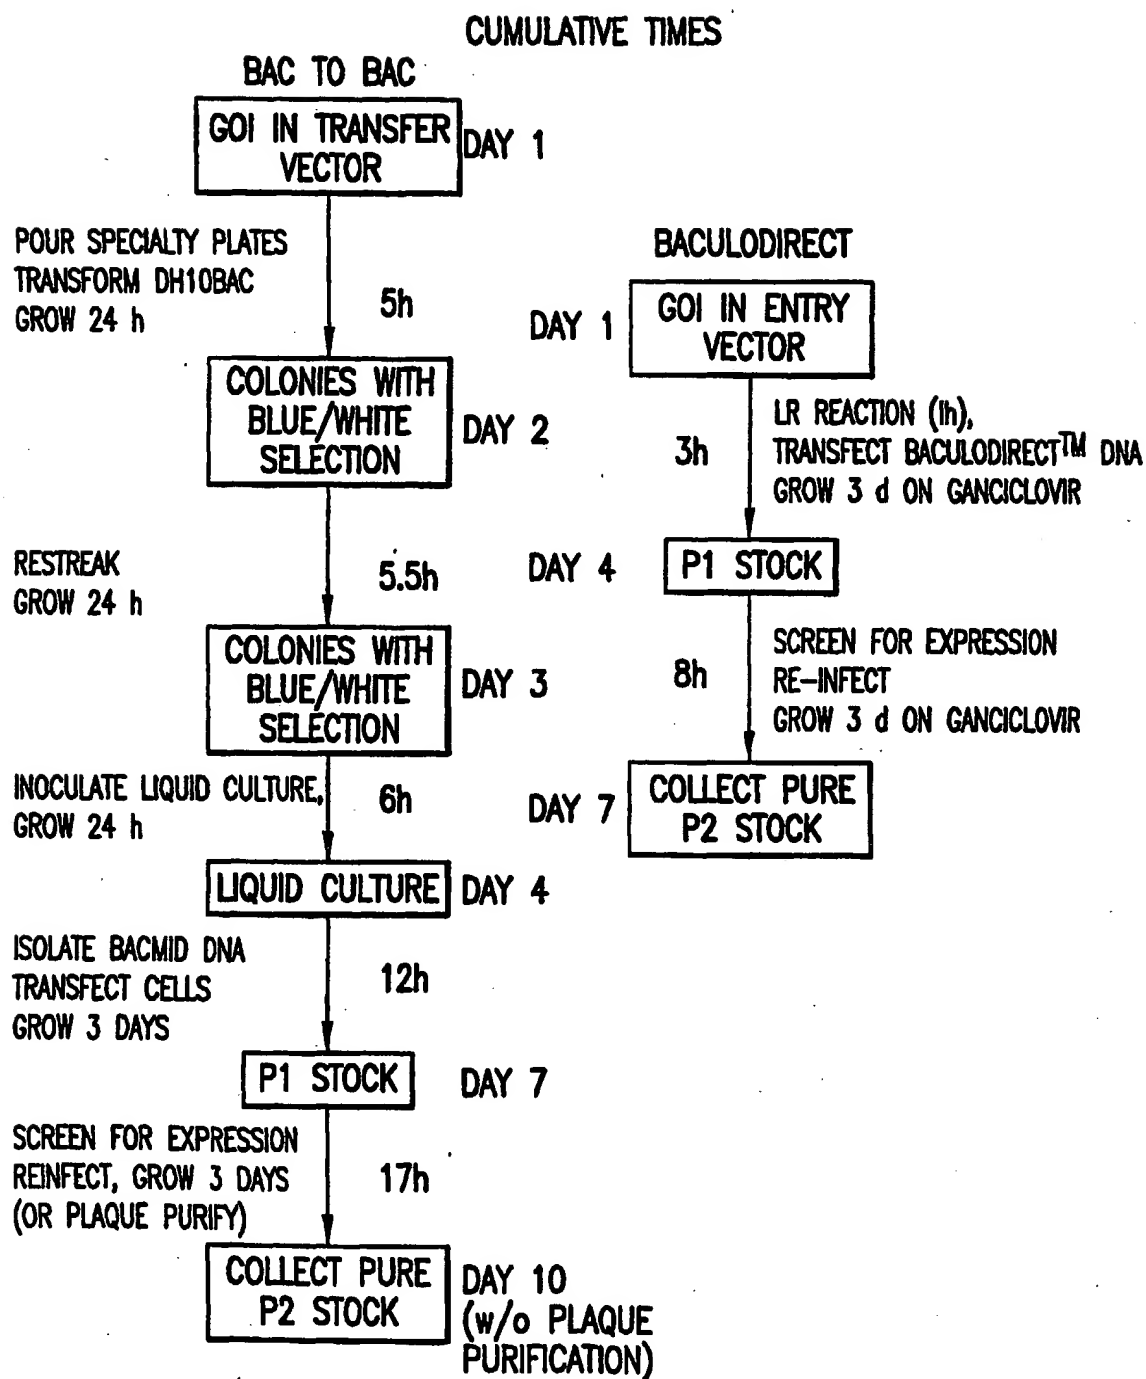 CUMULATIVE TIMES
BAC TO BAC
GOI IN TRANSFER
VECTOR
DAY 1
POUR SPECIALTY PLATES
TRANSFORM DH10BAC
GROW 24 h
5h
COLONIES WITH
BLUE/WHITE
SELECTION
DAY 2
RESTREAK
GROW 24 h
5.5h
COLONIES WITH
BLUE/WHITE
SELECTION
DAY 3
INOCULATE LIQUID CULTURE,
GROW 24 h
6h
LIQUID CULTURE
DAY 4
ISOLATE BACMID DNA
TRANSFECT CELLS
GROW 3 DAYS
12h
P1 STOCK
DAY 7
SCREEN FOR EXPRESSION
REINFECT, GROW 3 DAYS
(OR PLAQUE PURIFY)
17h
COLLECT PURE
P2 STOCK
DAY 10
(w/o PLAQUE
PURIFICATION)
BACULODIRECT
DAY 1
GOI IN ENTRY
VECTOR
3h
LR REACTION (1h),
TRANSFECT BACULODIRECT™ DNA
GROW 3 d ON GANCICLOVIR
DAY 4
P1 STOCK
8h
SCREEN FOR EXPRESSION
RE-INFECT
GROW 3 d ON GANCICLOVIR
DAY 7
COLLECT PURE
P2 STOCK